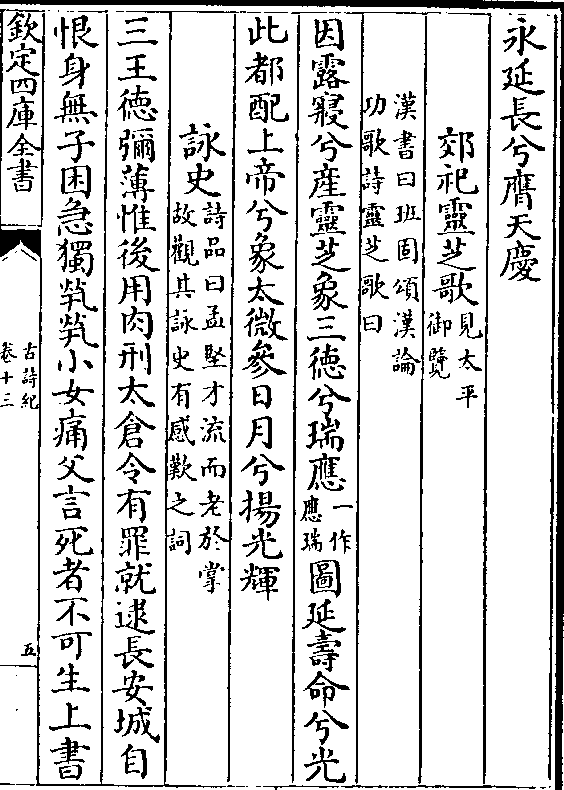 永延長兮膺天慶
郊祀靈芝歌見太平御覽
漢書曰班固頌漢論功歌詩靈芝歌曰
因露寢兮産靈芝象三徳兮瑞應一作應瑞圖延壽命兮光
此都配上帝兮象太微參日月兮揚光輝
詠史詩品曰孟堅才流而老於掌故觀其詠史有感歎之詞
三王徳彌薄惟後用肉刑太倉令有罪就逮長安城自
恨身無子困急獨煢煢小女痛父言死者不可生上書
欽定四庫全書
古詩紀
卷十三
五